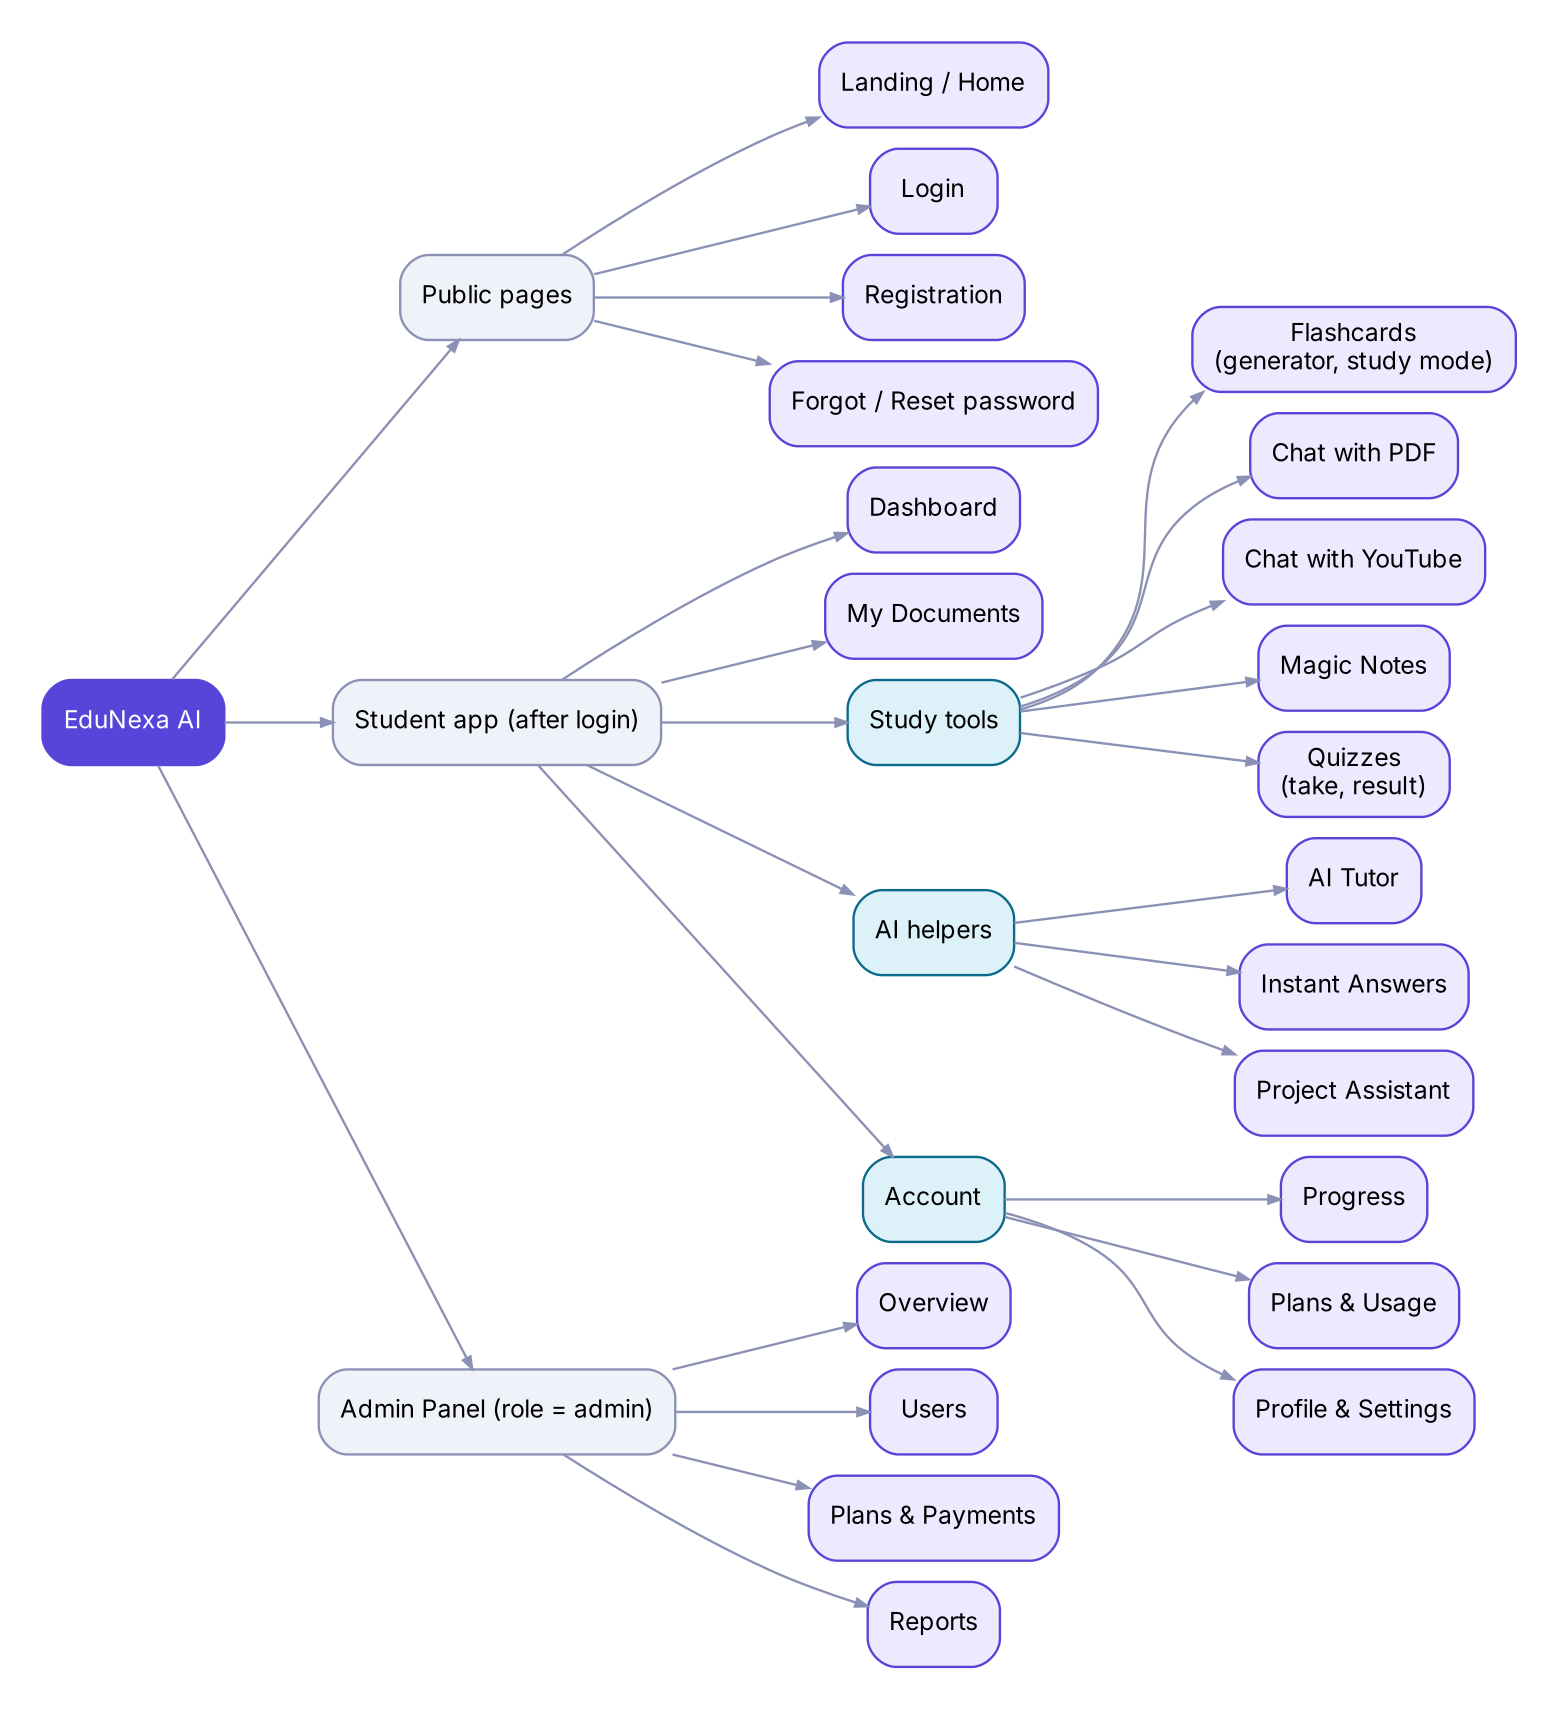 EduNexa AI
Public pages
Landing / Home
Login
Registration
Forgot / Reset password
Student app (after login)
Dashboard
My Documents
Study tools
Flashcards
(generator, study mode)
Chat with PDF
Chat with YouTube
Magic Notes
Quizzes
(take, result)
AI helpers
AI Tutor
Instant Answers
Project Assistant
Account
Progress
Plans & Usage
Profile & Settings
Admin Panel (role = admin)
Overview
Users
Plans & Payments
Reports